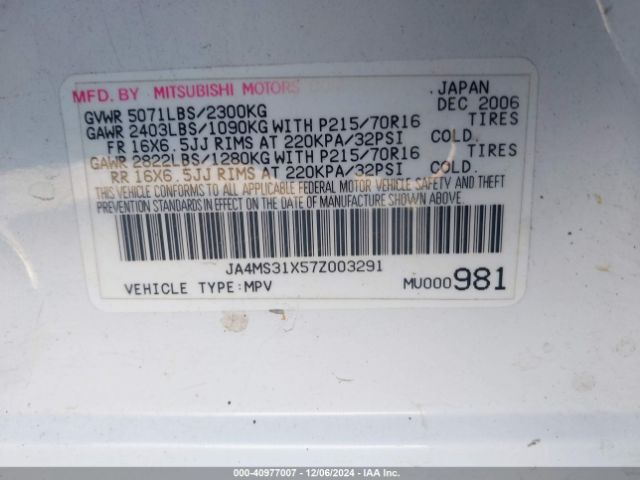 MFD. BY MITSUBISHI MOTORS CORP. JAPAN
GVWR 5071LBS/2300KG DEC 2006
GAWR 2403LBS/1090KG WITH P215/70R16 TIRES
FR 16X6.5JJ RIMS AT 220KPA/32PSI COLD.
GAWR 2822LBS/1280KG WITH P215/70R16 TIRES
RR 16X6.5JJ RIMS AT 220KPA/32PSI COLD.
THIS VEHICLE CONFORMS TO ALL APPLICABLE FEDERAL MOTOR VEHICLE SAFETY AND THEFT
PREVENTION STANDARDS IN EFFECT ON THE DATE OF MANUFACTURE SHOWN ABOVE.
JA4MS31X57Z003291
VEHICLE TYPE:MPV MU000981
000-40977007 - 12/06/2024 - IAA Inc.